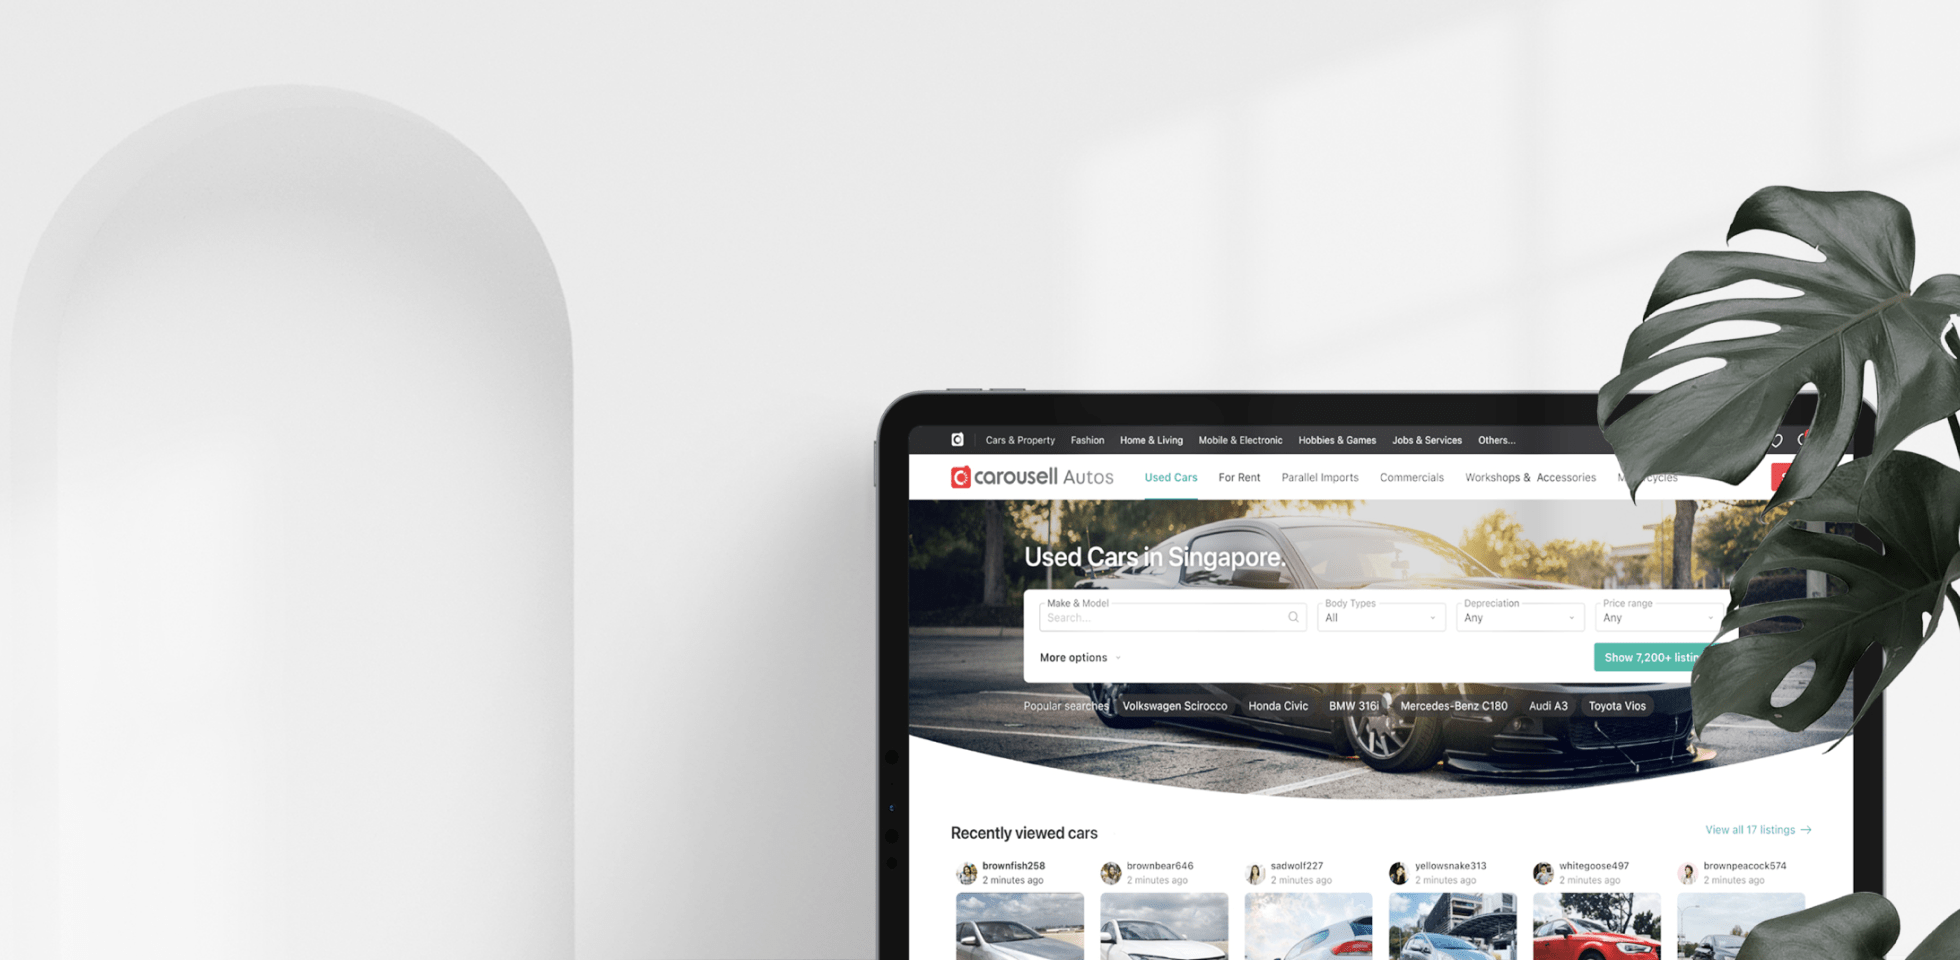 Cars & Property Fashion Home & Living Mobile & Electronic Hobbies & Games Jobs & Services Others...
carousell Autos Used Cars For Rent Parallel Imports Commercials Workshops & Accessories
Used Cars in Singapore.
Make & Model Body Types Depreciation Price range
Search... All Any Any
More options Show 7,200+
Popular searches Volkswagen Scirocco Honda Civic BMW 316i Mercedes-Benz C180 Audi A3 Toyota Vios
Recently viewed cars View all 17 listings
brownfish258 brownbear646 sadwolf227 yellowsnake313 whitegoose497 brownpeacock574
2 minutes ago 2 minutes ago 2 minutes ago 2 minutes ago 2 minutes ago 2 minutes ago